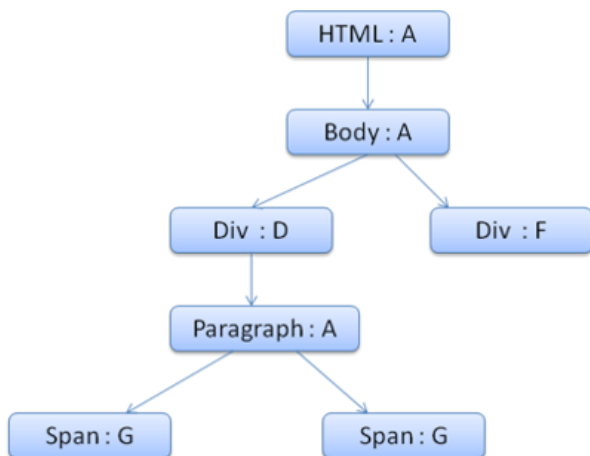 HTML : A
Body : A
Div : D
Div : F
Paragraph : A
Span : G
Span : G